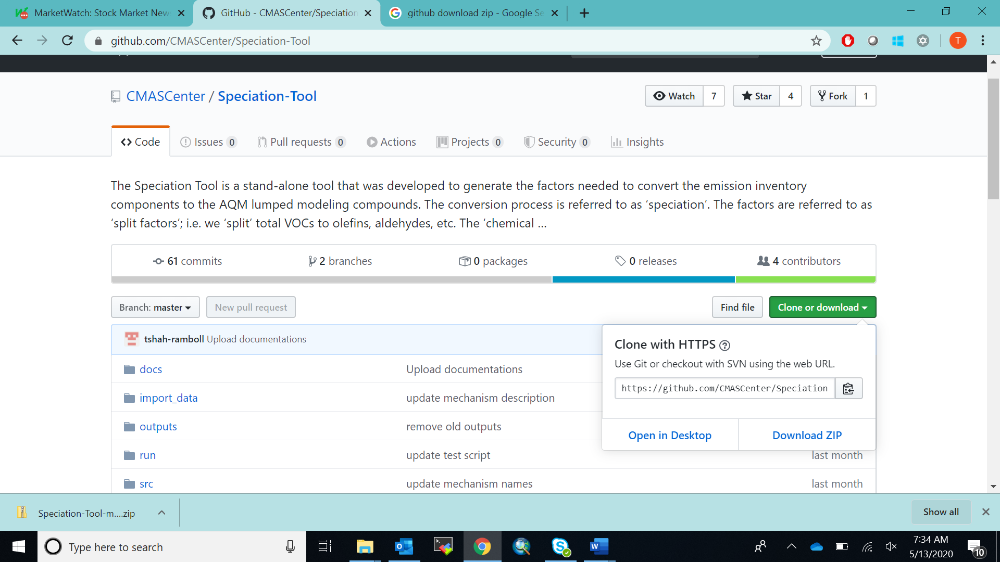 MarketWatch: Stock Market News
GitHub - CMASCenter/Speciation
github download zip - Google Se
github.com/CMASCenter/Speciation-Tool
T
CMASCenter / Speciation-Tool
Watch 7
Star 4
Fork 1
Code
Issues 0
Pull requests 0
Actions
Projects 0
Security 0
Insights
The Speciation Tool is a stand-alone tool that was developed to generate the factors needed to convert the emission inventory
components to the AQM lumped modeling compounds. The conversion process is referred to as ‘speciation’. The factors are referred to as
‘split factors’; i.e. we ‘split’ total VOCs to olefins, aldehydes, etc. The ‘chemical ...
61 commits
2 branches
0 packages
0 releases
4 contributors
Branch: master
New pull request
Find file
Clone or download
tshah-ramboll Upload documentations
Clone with HTTPS ?
Use Git or checkout with SVN using the web URL.
https://github.com/CMASCenter/Speciation
Open in Desktop
Download ZIP
docs Upload documentations
import_data update mechanism description
outputs remove old outputs
run update test script last month
src update mechanism names last month
Speciation-Tool-m....zip
Show all
Type here to search
7:34 AM
5/13/2020
10